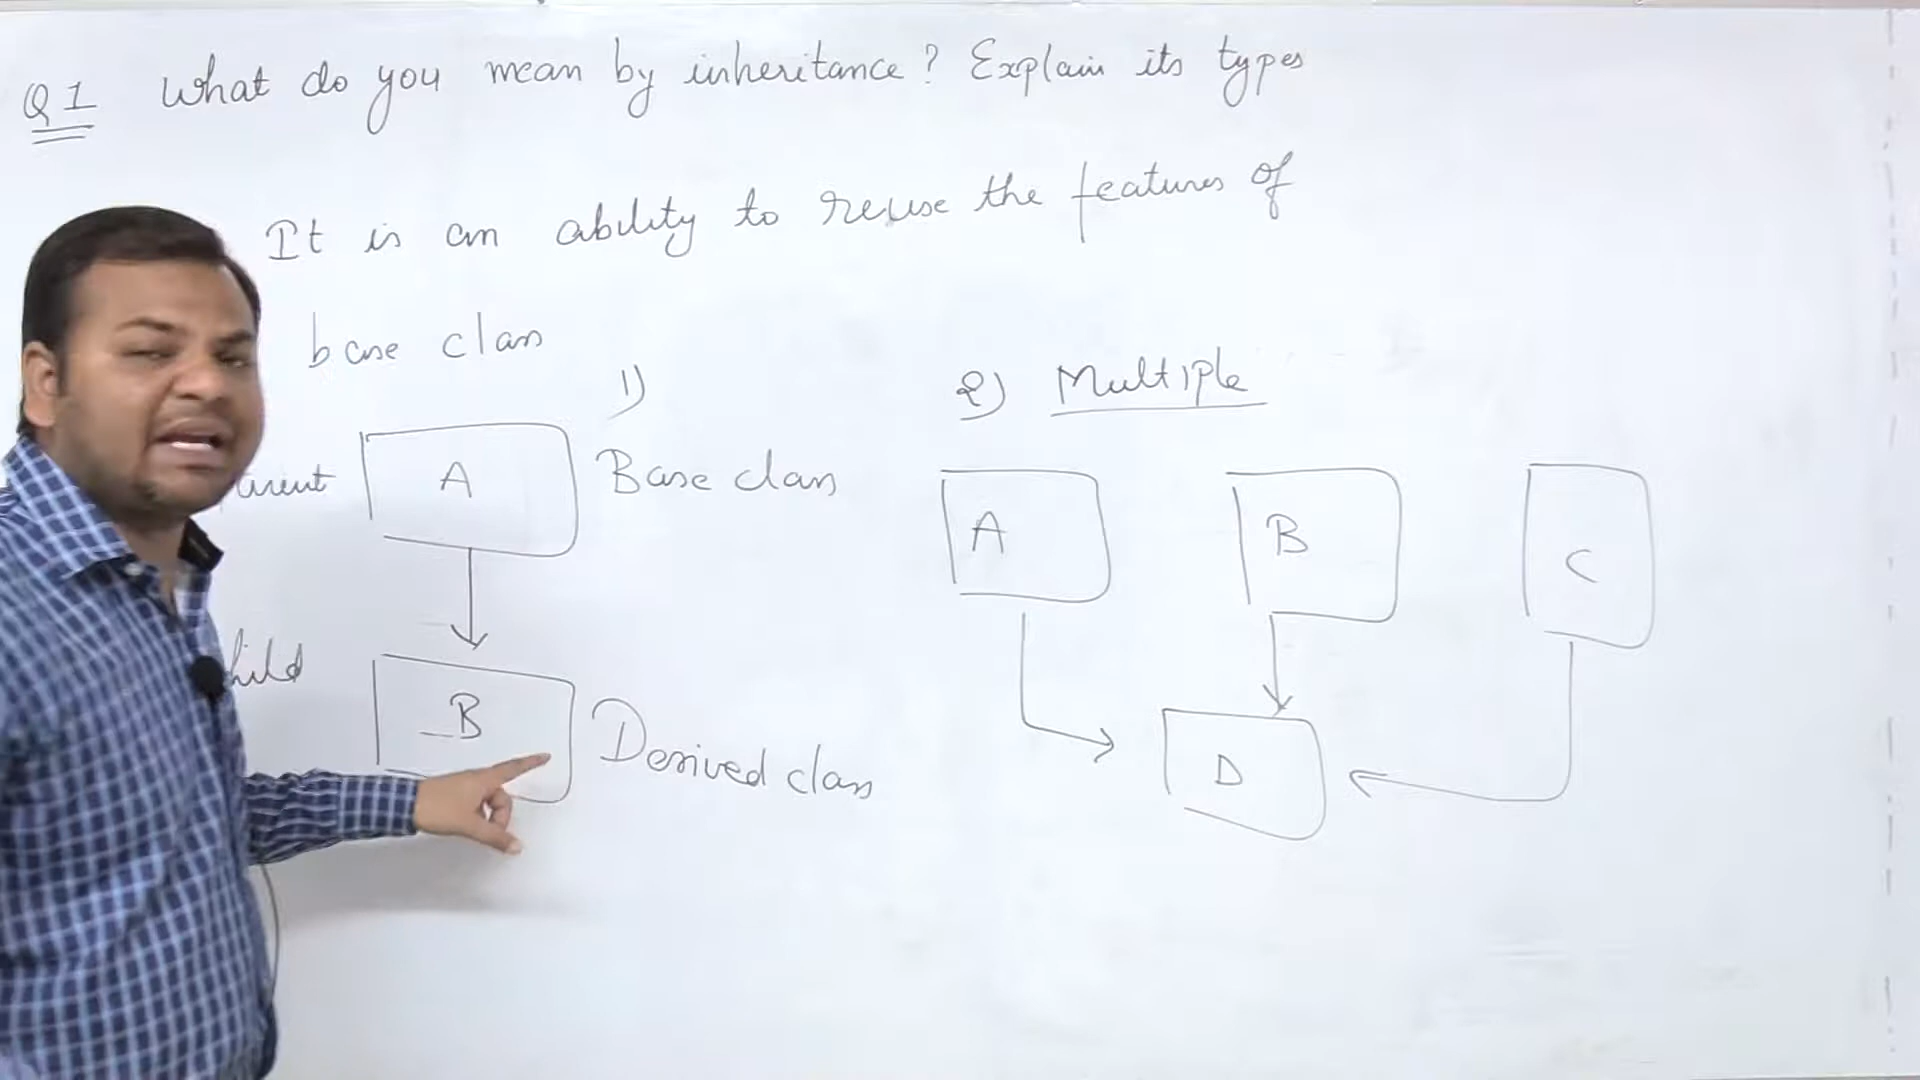 Q1 What do you mean by inheritance? Explain its types
It is an ability to reuse the features of
base class
1)
2) Multiple
A
Base class
A
B
C
B
Derived class
D